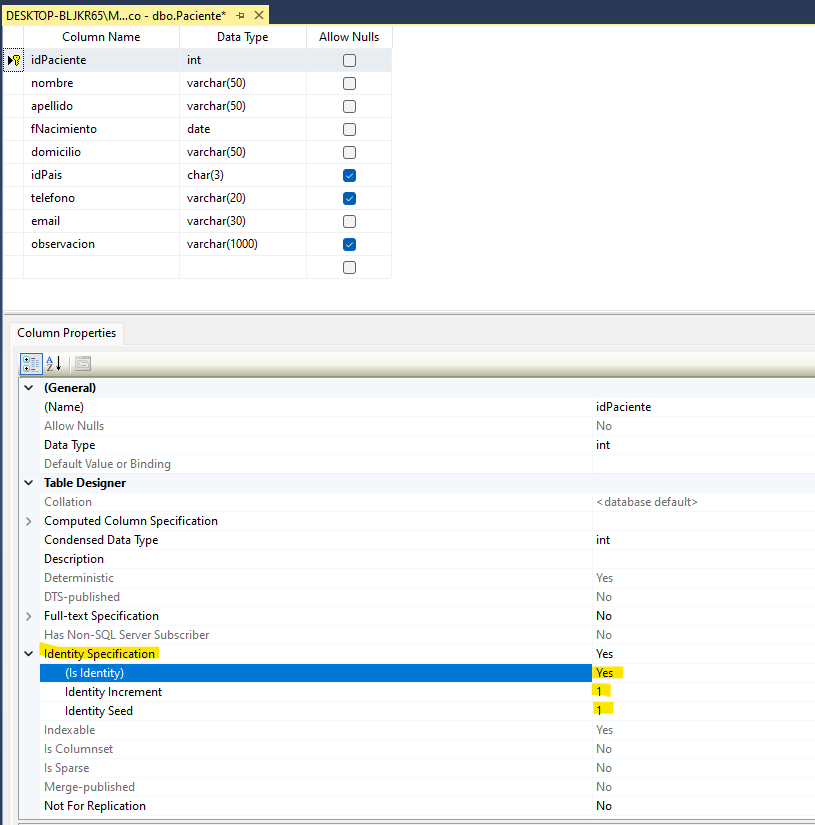 DESKTOP-BLJKR65\M...co - dbo.Paciente*
Column Name Data Type Allow Nulls
idPaciente int
nombre varchar(50)
apellido varchar(50)
fNacimiento date
domicilio varchar(50)
idPais char(3)
telefono varchar(20)
email varchar(30)
observacion varchar(1000)
Column Properties
(General)
(Name) idPaciente
Allow Nulls No
Data Type int
Default Value or Binding
Table Designer
Collation <database default>
Computed Column Specification
Condensed Data Type int
Description
Deterministic Yes
DTS-published No
Full-text Specification No
Has Non-SQL Server Subscriber No
Identity Specification Yes
(Is Identity) Yes
Identity Increment 1
Identity Seed 1
Indexable Yes
Is Columnset No
Is Sparse No
Merge-published No
Not For Replication No